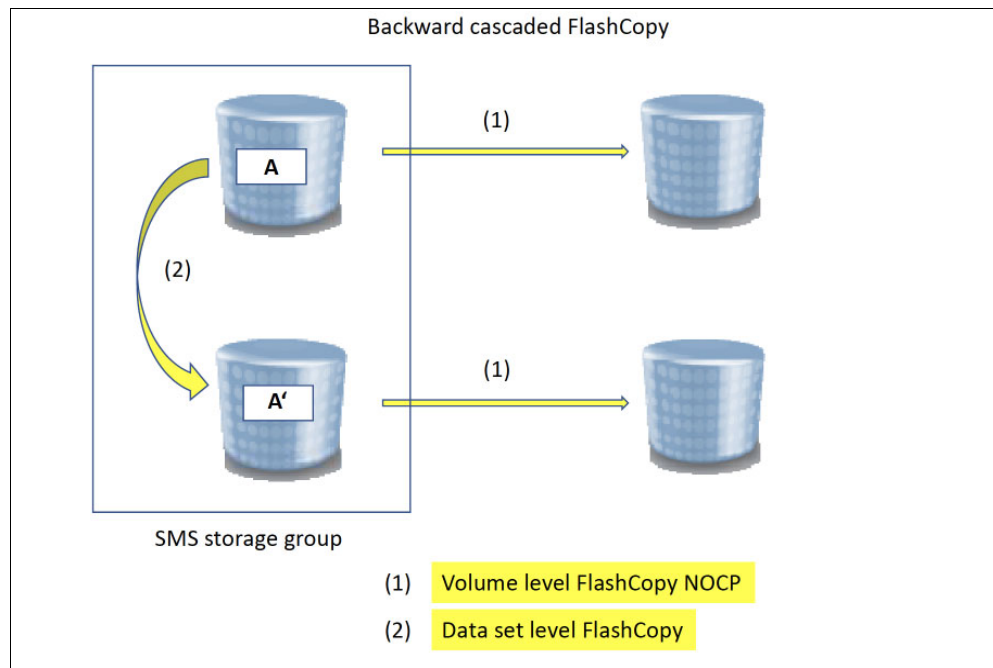 Backward cascaded FlashCopy
(1)
A
(2)
(1)
A‘
SMS storage group
(1) Volume level FlashCopy NOCP
(2) Data set level FlashCopy